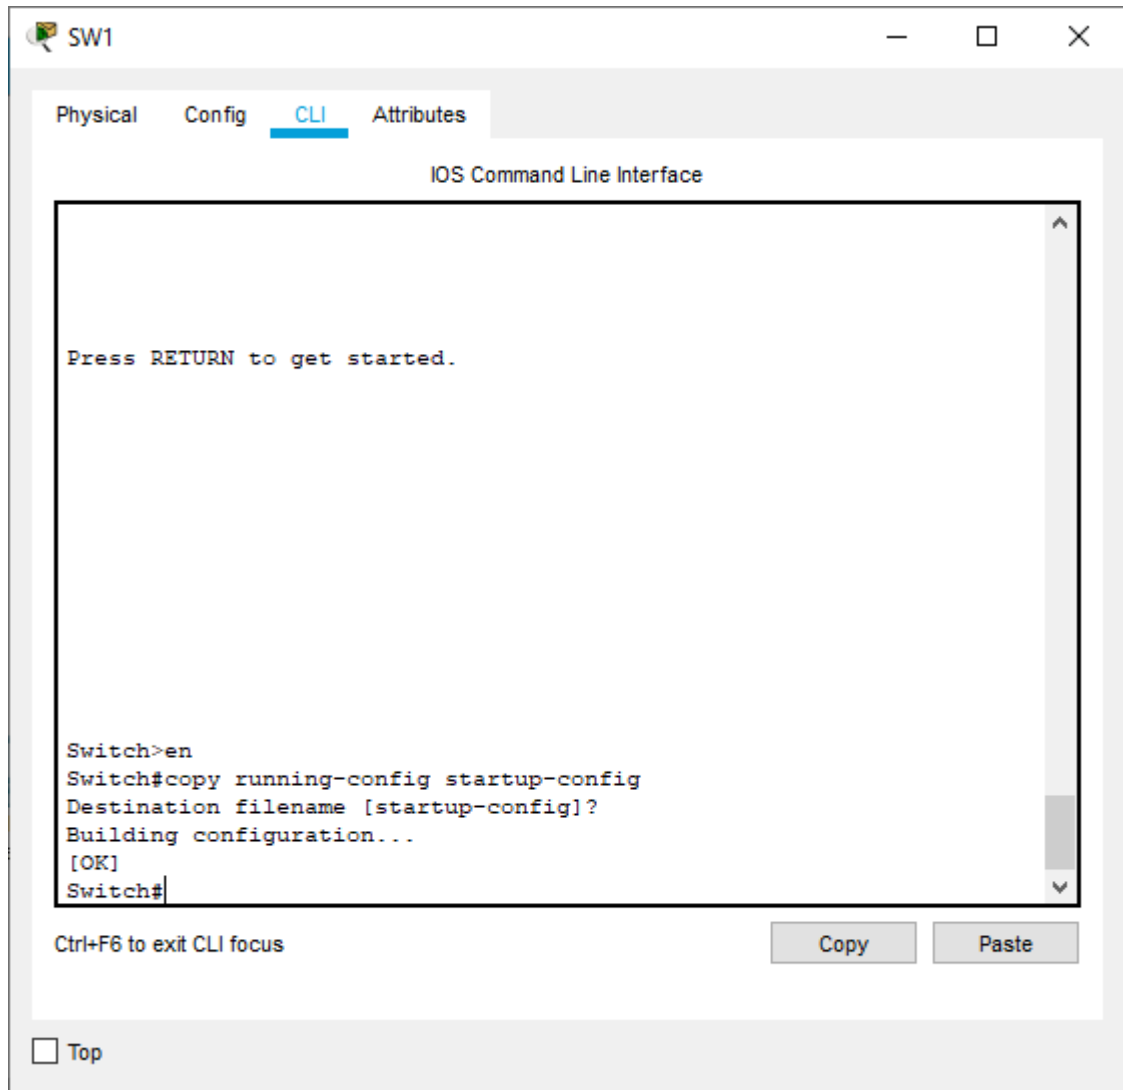 SW1
Physical Config CLI Attributes
IOS Command Line Interface
Press RETURN to get started.
Switch>en
Switch#copy running-config startup-config
Destination filename [startup-config]?
Building configuration...
[OK]
Switch#
Ctrl+F6 to exit CLI focus
Copy Paste
Top